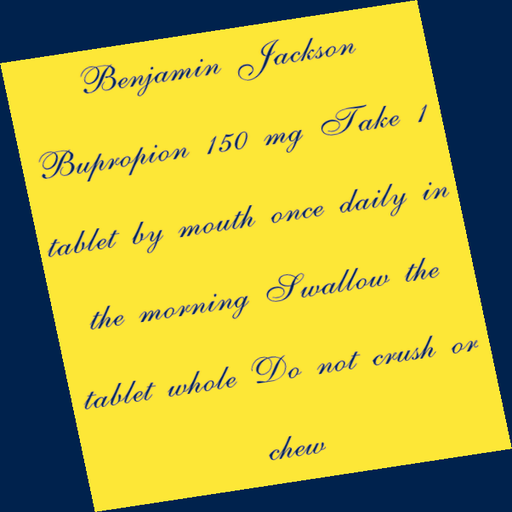 Benjamin Jackson
Bupropion 150 mg Take 1
tablet by mouth once daily in
the morning Swallow the
tablet whole Do not crush or
chew